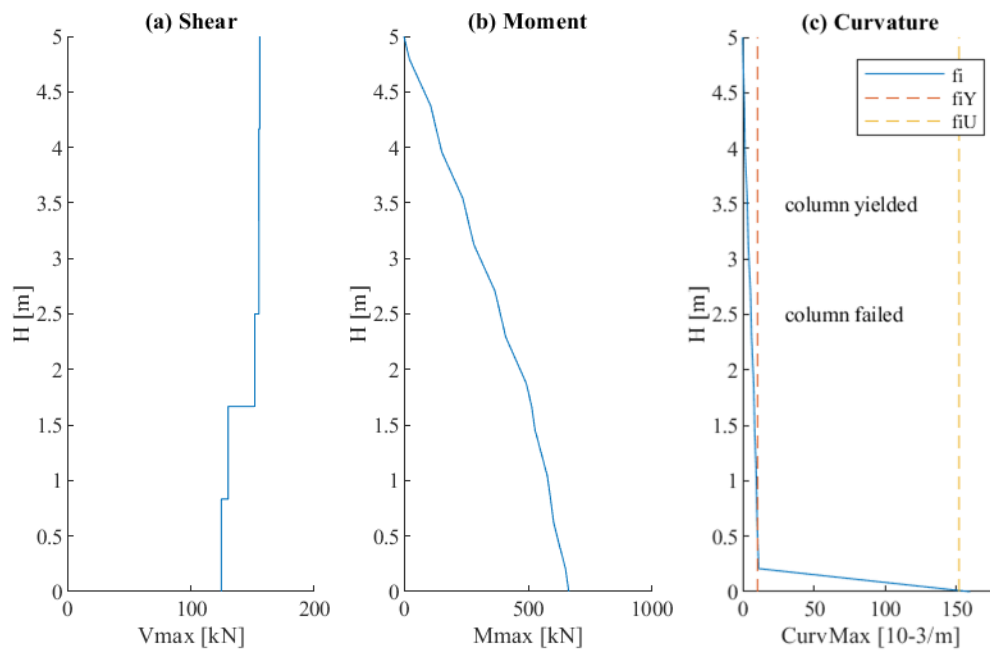 (a) Shear
5
4.5
4
3.5
3
2.5
2
1.5
1
0.5
0
H [m]
0 100 200
Vmax [kN]
(b) Moment
5
4.5
4
3.5
3
2.5
2
1.5
1
0.5
0
H [m]
0 500 1000
Mmax [kN]
(c) Curvature
5
4.5
4
3.5
3
2.5
2
1.5
1
0.5
0
H [m]
fi
fiY
fiU
column yielded
column failed
0 50 100 150
CurvMax [10-3/m]